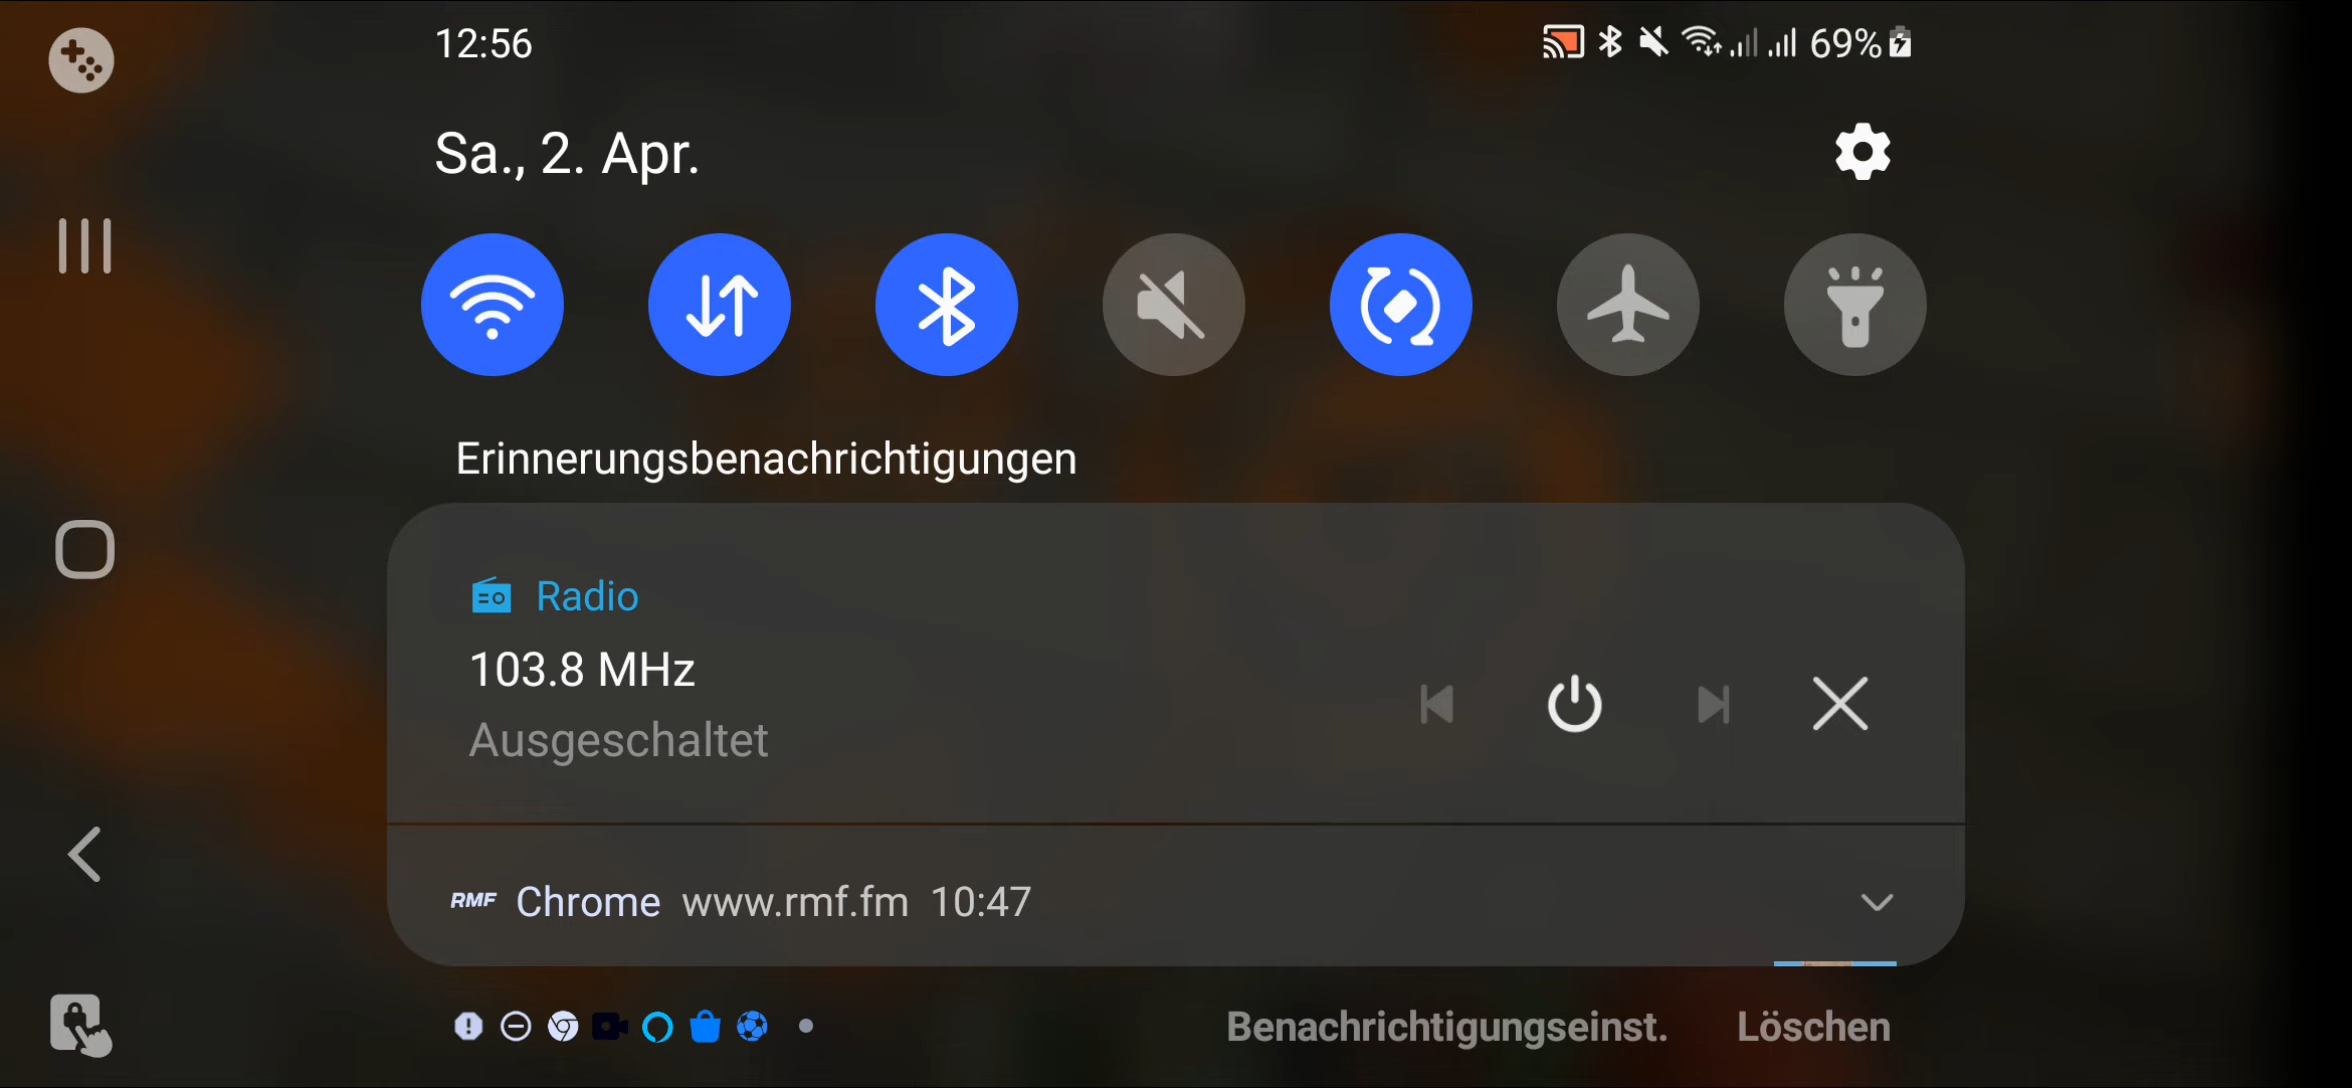 12:56 69%
Sa., 2. Apr.
Erinnerungsbenachrichtigungen
Radio
103.8 MHz
Ausgeschaltet
RMF Chrome www.rmf.fm 10:47
Benachrichtigungseinst. Löschen